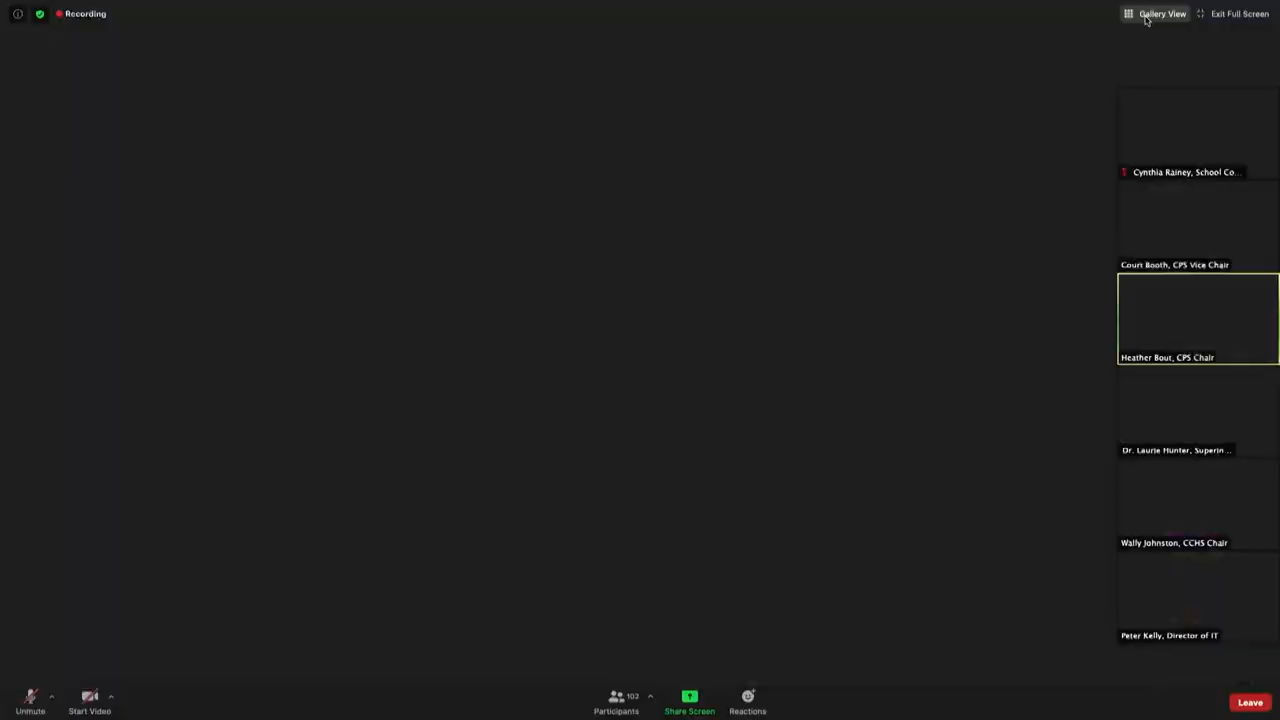 Recording
Gallery View
Exit Full Screen
Cynthia Rainey, School Co...
Court Booth, CPS Vice Chair
Heather Bout, CPS Chair
Dr. Laurie Hunter, Superin...
Wally Johnston, CCHS Chair
Peter Kelly, Director of IT
Unmute
Start Video
102
Participants
Share Screen
Reactions
Leave